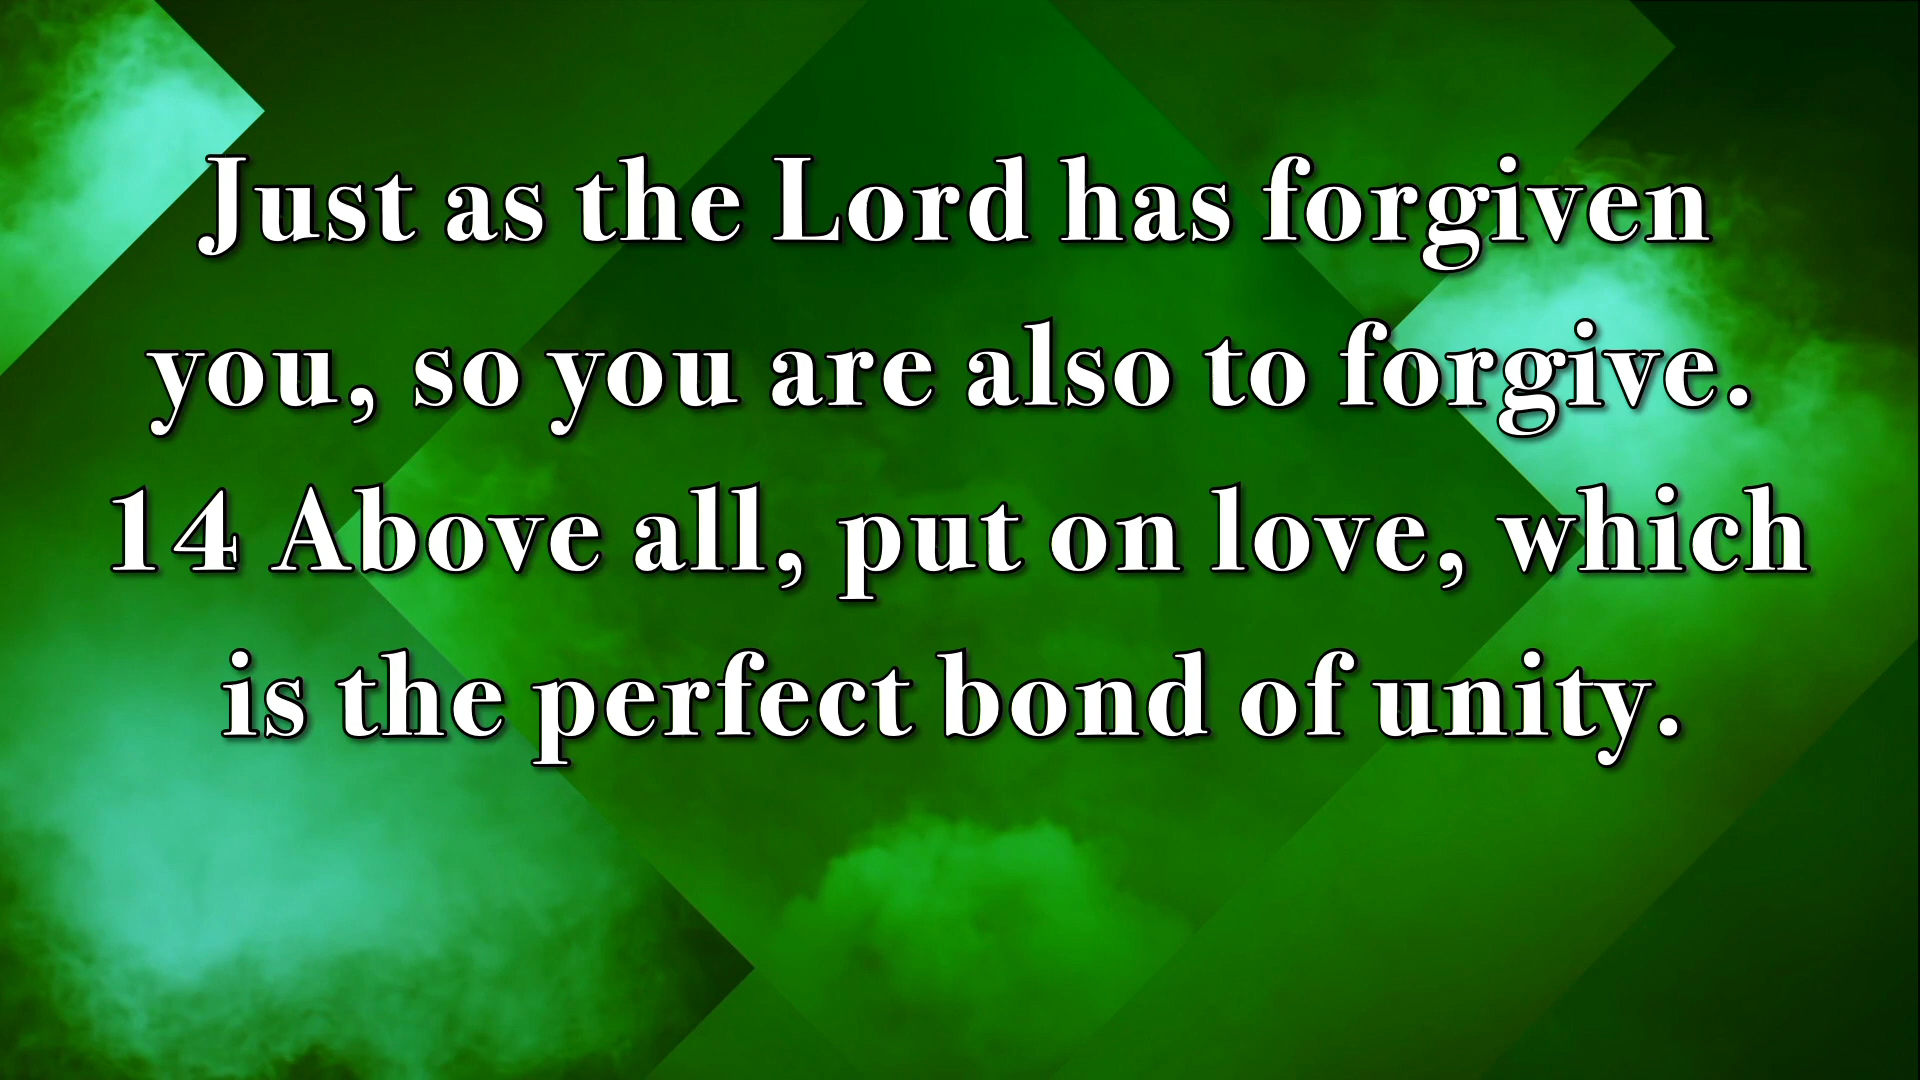 Just as the Lord has forgiven
you, so you are also to forgive.
14 Above all, put on love, which
is the perfect bond of unity.